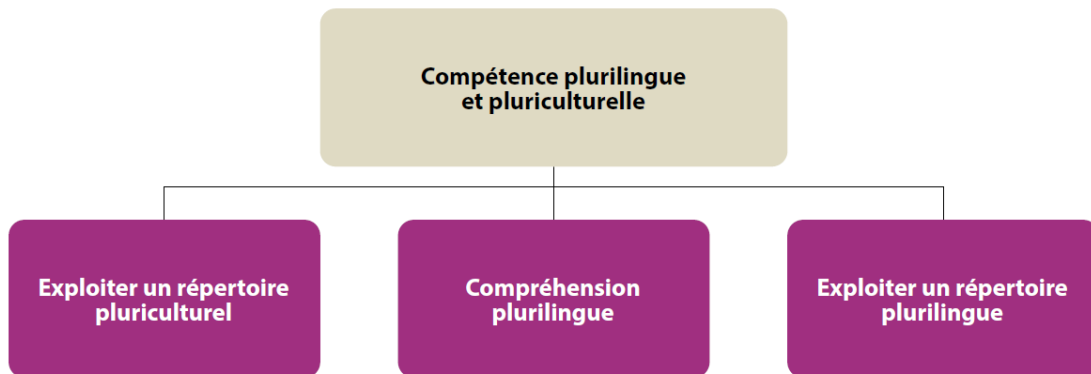 Compétence plurilingue
et pluriculturelle
Exploiter un répertoire
pluriculturel
Compréhension
plurilingue
Exploiter un répertoire
plurilingue